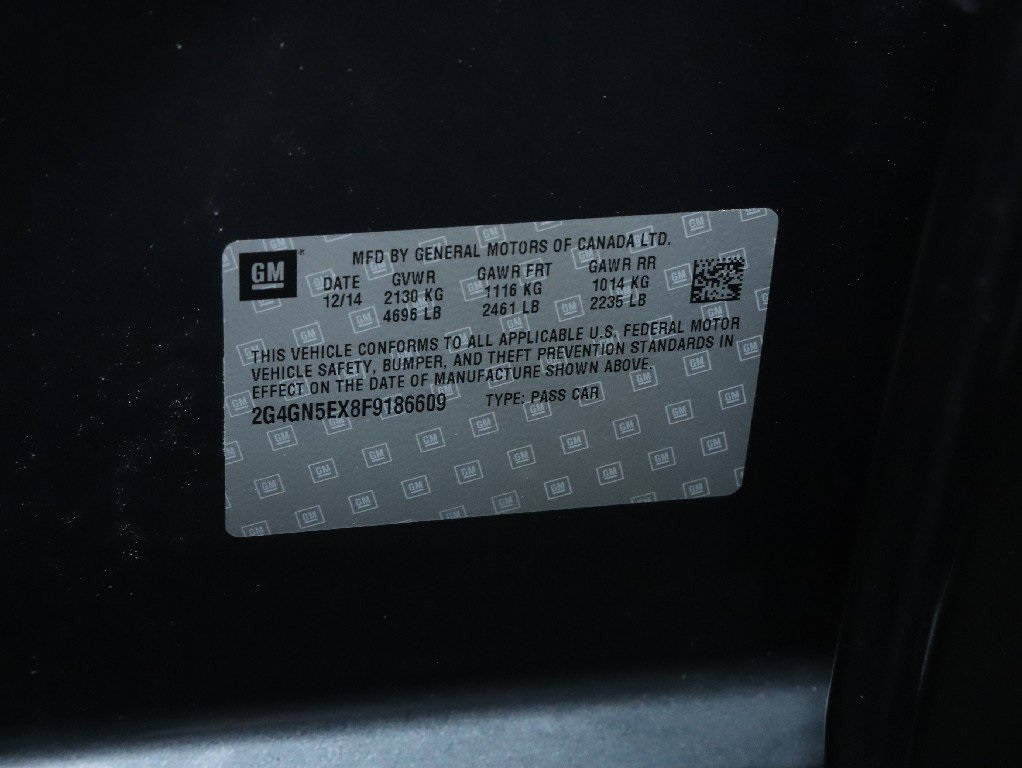 GM
MFD BY GENERAL MOTORS OF CANADA LTD.
DATE GVWR GAWR FRT GAWR RR
12/14 2130 KG 1116 KG 1014 KG
4696 LB 2461 LB 2235 LB
THIS VEHICLE CONFORMS TO ALL APPLICABLE U.S. FEDERAL MOTOR
VEHICLE SAFETY, BUMPER, AND THEFT PREVENTION STANDARDS IN
EFFECT ON THE DATE OF MANUFACTURE SHOWN ABOVE.
2G4GN5EX8F9186609 TYPE: PASS CAR